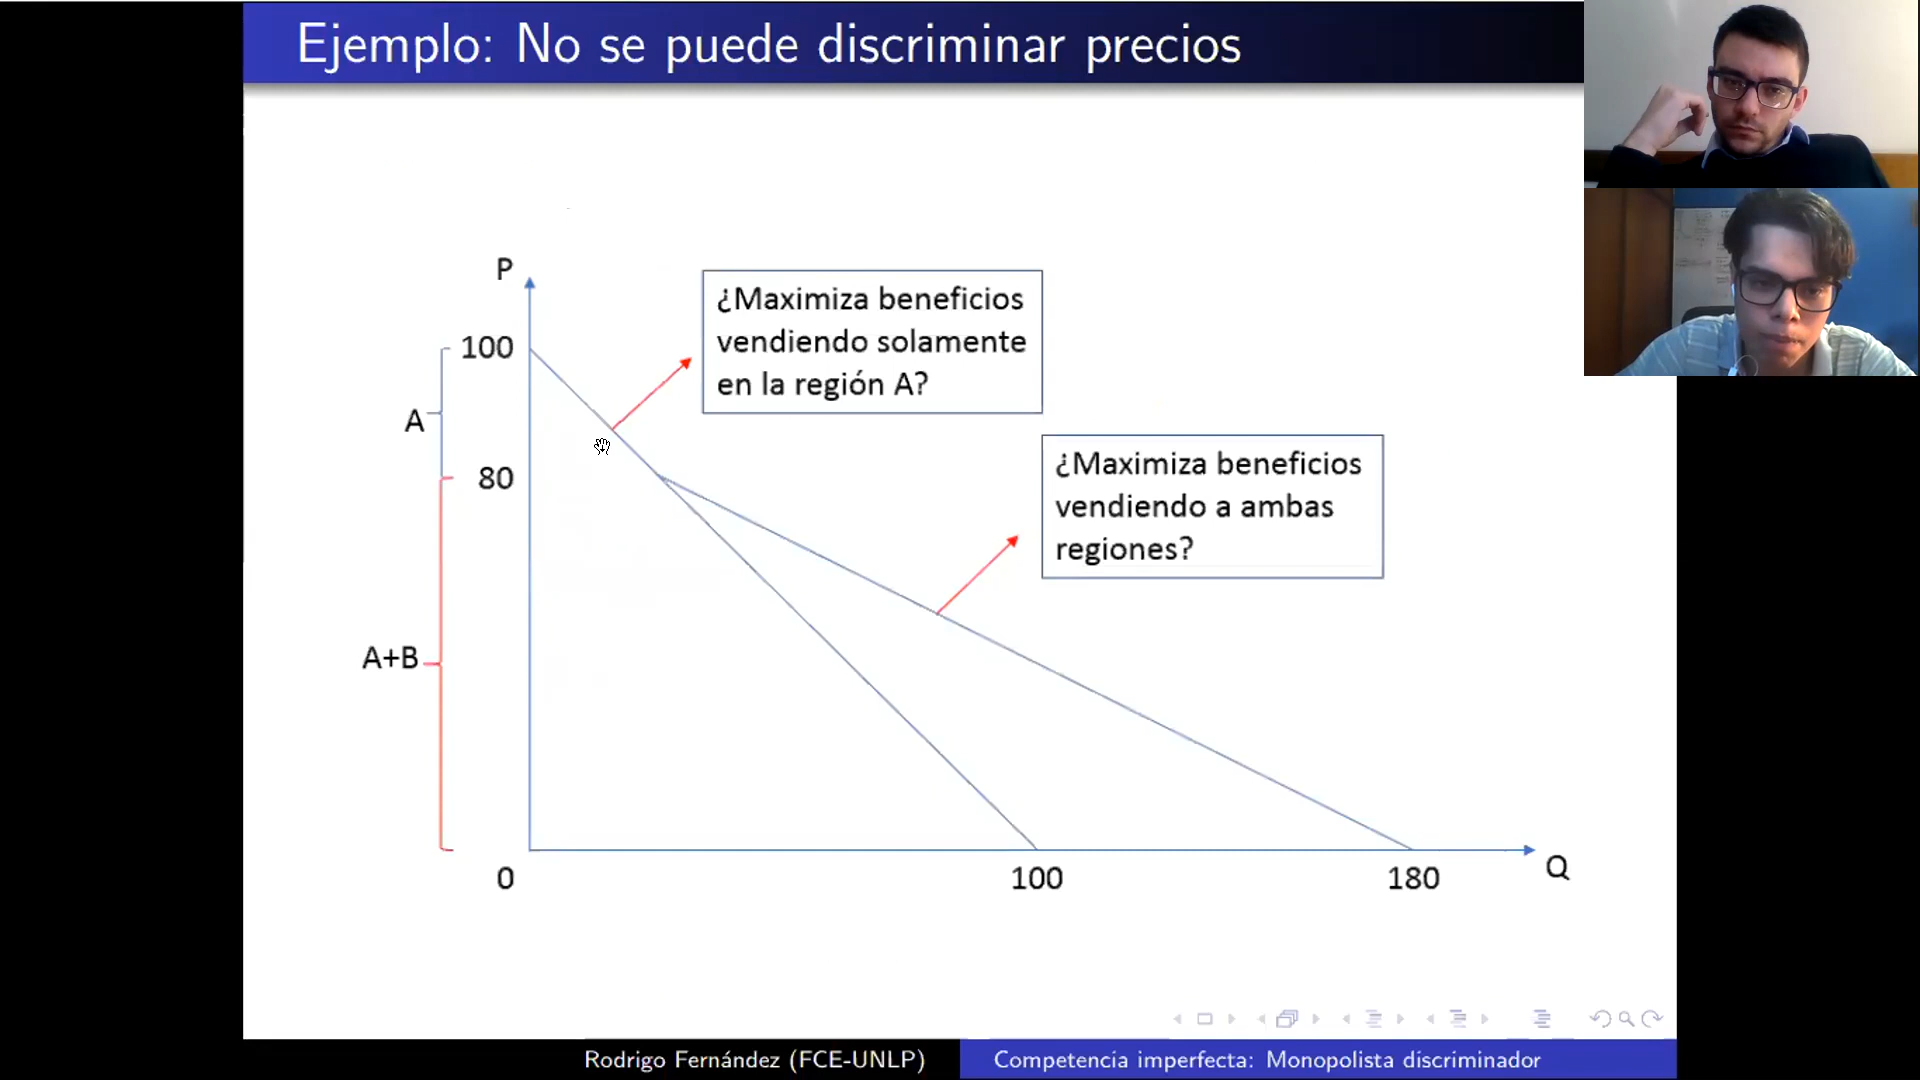 Ejemplo: No se puede discriminar precios
P
¿Maximiza beneficios
vendiendo solamente
en la región A?
100
A
80
¿Maximiza beneficios
vendiendo a ambas
regiones?
A+B
0
100
180
Q
Rodrigo Fernández (FCE-UNLP)
Competencia imperfecta: Monopolista discriminador